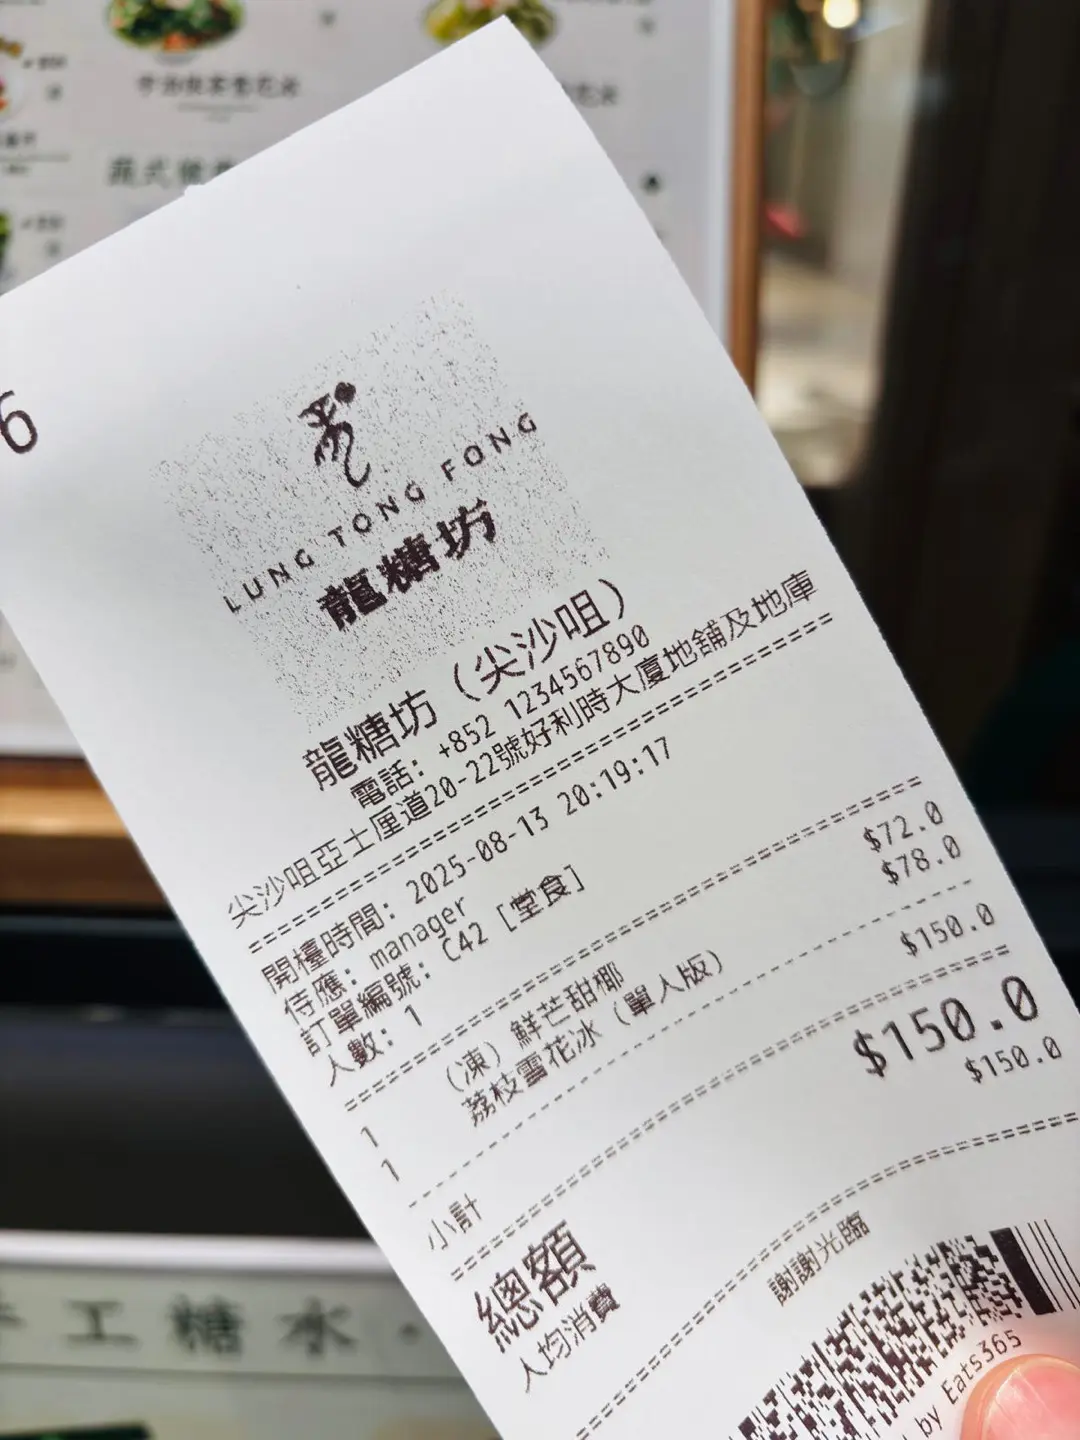 6
LUNG TONG FONG
龍糖坊
龍糖坊（尖沙咀）
電話: +852 1234567890
尖沙咀亞士厘道20-22號好利時大廈地舖及地庫
開檯時間: 2025-08-13 20:19:17
侍應: manager
訂單編號: C42 [堂食]
人數: 1
1 （凍）鮮芒甜椰 $72.0
1 荔枝雪花冰（單人版） $78.0
小計 $150.0
總額 $150.0
人均消費 $150.0
謝謝光臨
by Eats365
手工糖水